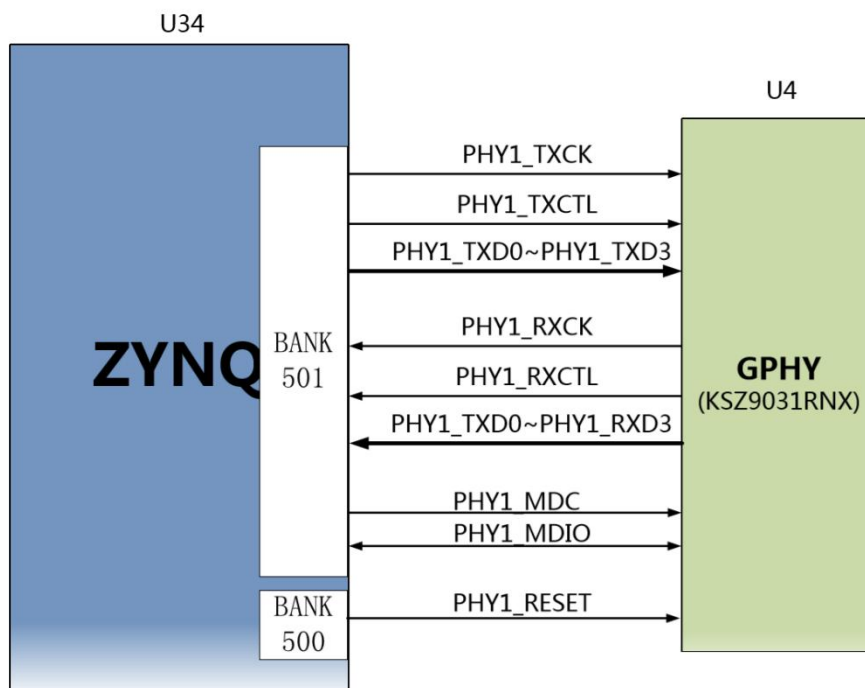 U34
U4
PHY1_TXCK
PHY1_TXCTL
PHY1_TXD0~PHY1_TXD3
PHY1_RXCK
PHY1_RXCTL
PHY1_TXD0~PHY1_RXD3
PHY1_MDC
PHY1_MDIO
PHY1_RESET
ZYNQ
BANK
501
BANK
500
GPHY
(KSZ9031RNX)